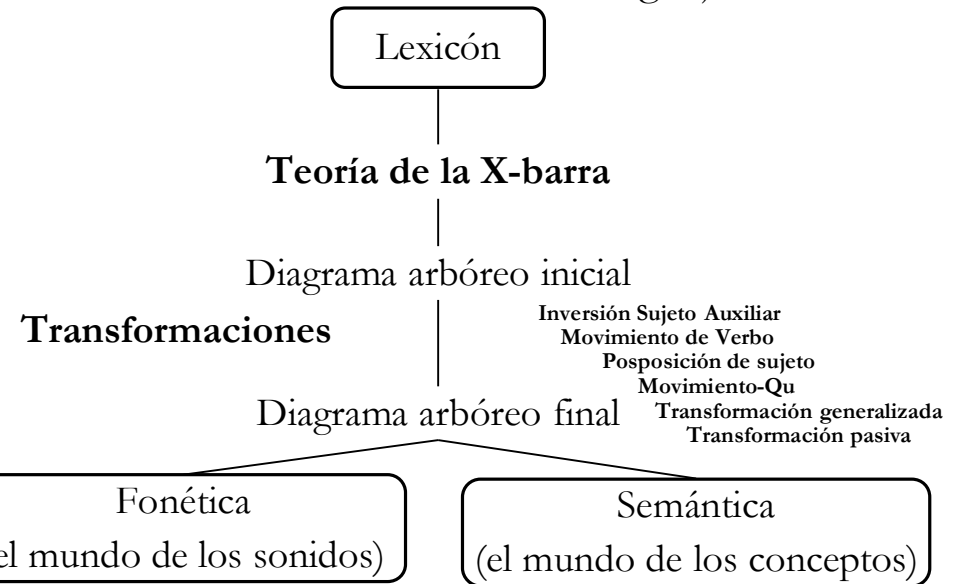 Lexicón
Teoría de la X-barra
Diagrama arbóreo inicial
Transformaciones
Inversión Sujeto Auxiliar
Movimiento de Verbo
Posposición de sujeto
Movimiento-Qu
Transformación generalizada
Transformación pasiva
Diagrama arbóreo final
Fonética
el mundo de los sonidos)
Semántica
(el mundo de los conceptos)